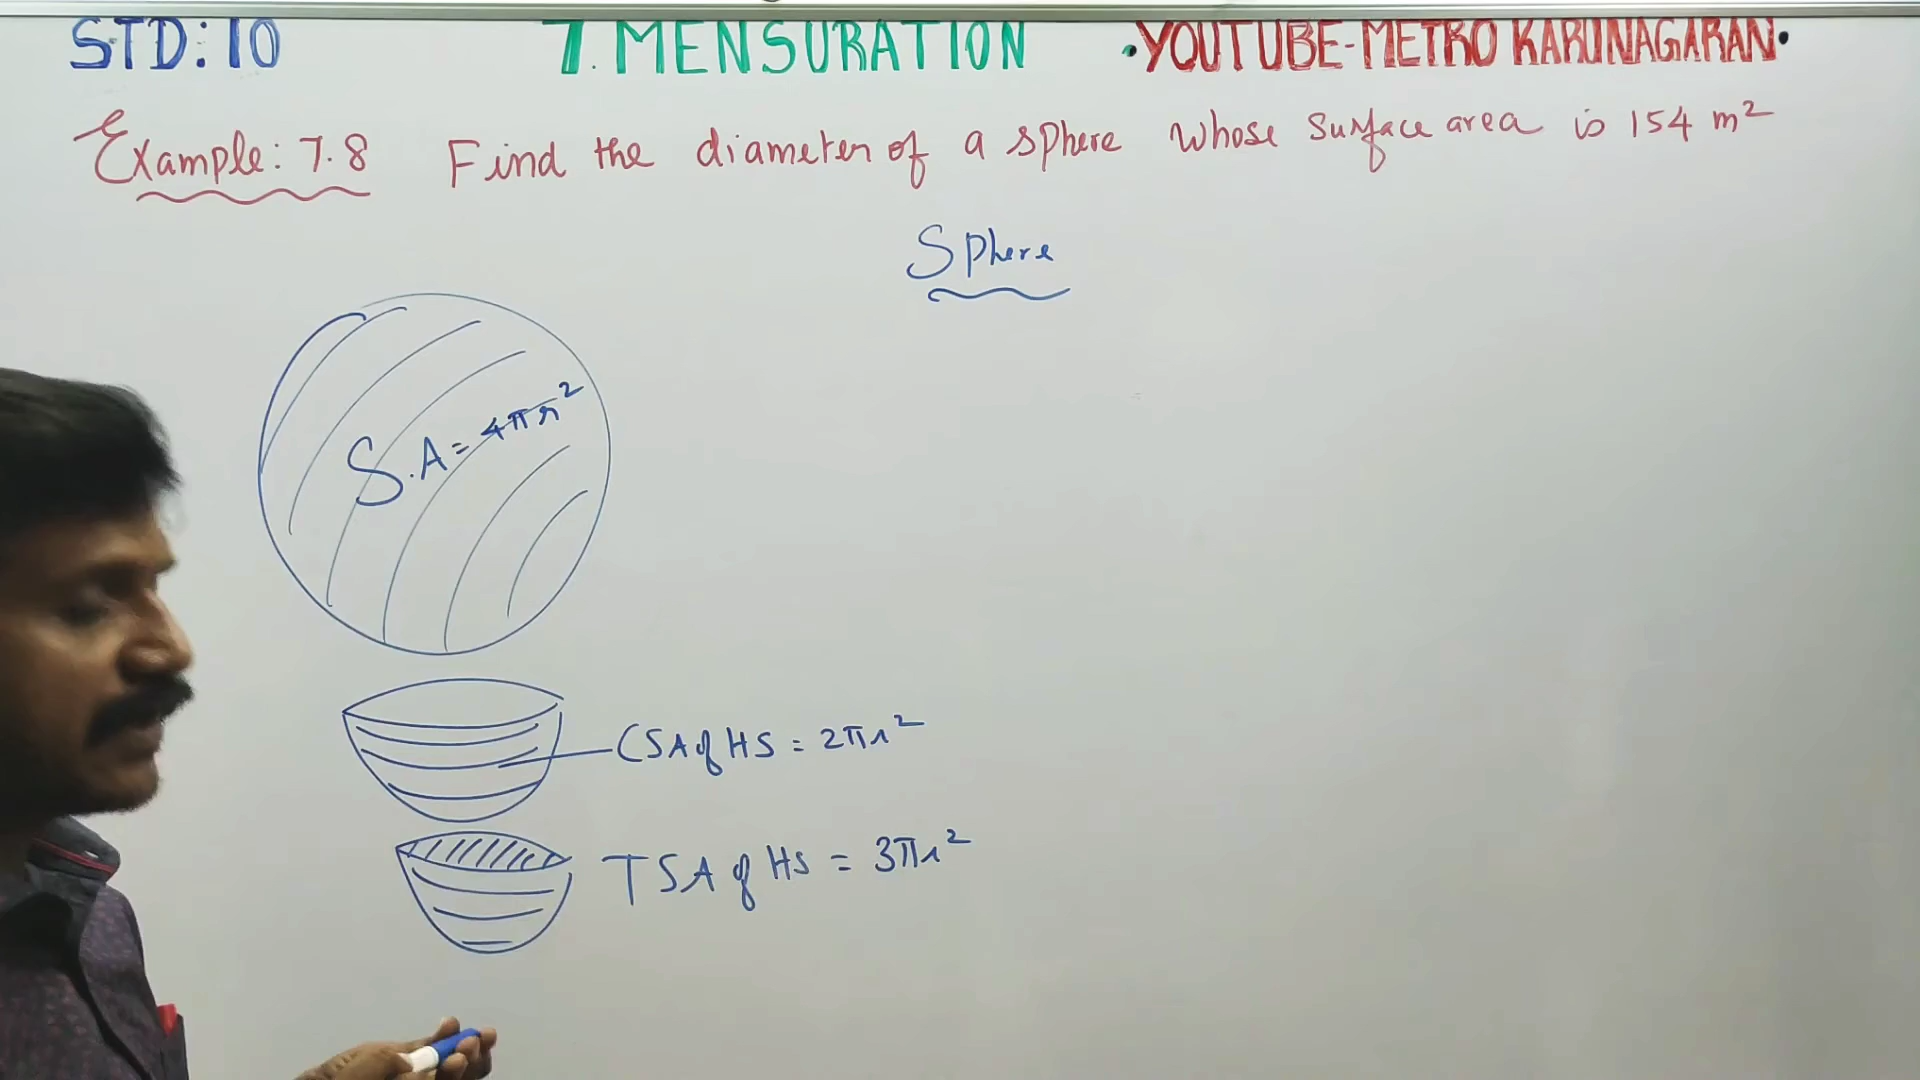 STD: 10 7. MENSURATION •YOUTUBE-METRO KARUNAGARAN•
Example: 7.8 Find the diameter of a sphere whose surface area is 154 m²
Sphere
S.A = 4πr²
CSA of HS = 2πr²
TSA of HS = 3πr²